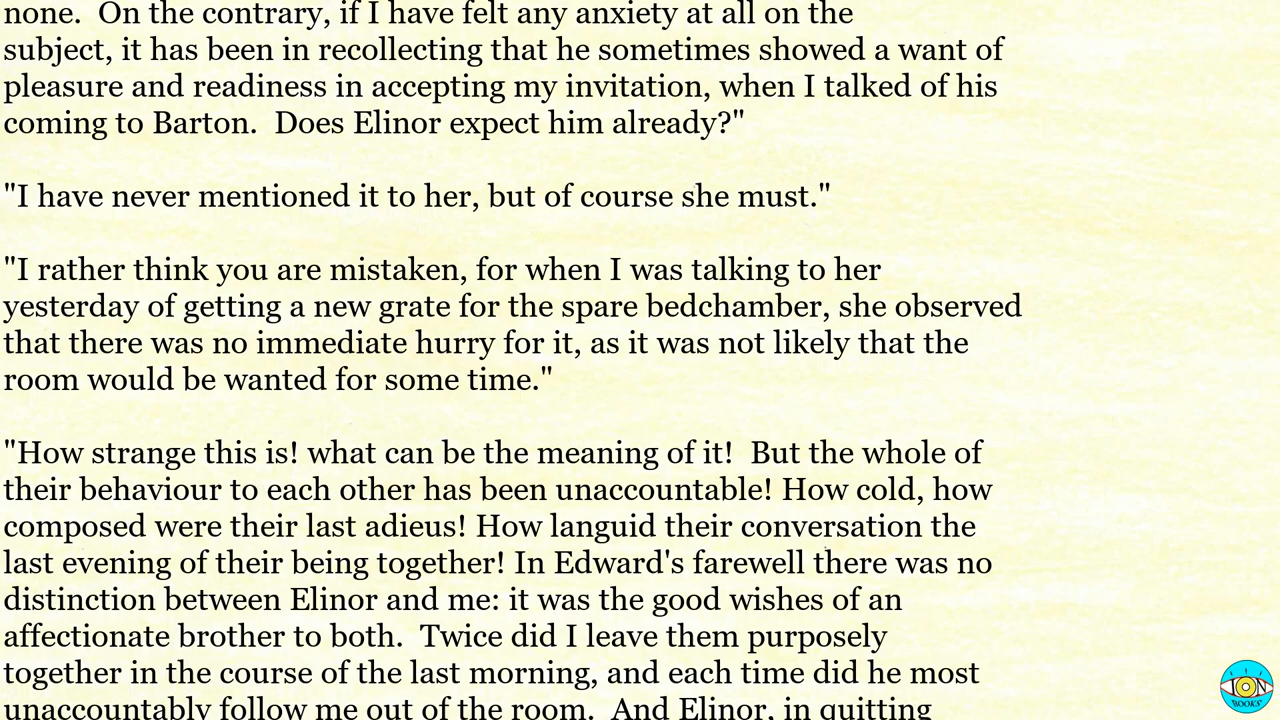 none.  On the contrary, if I have felt any anxiety at all on the
subject, it has been in recollecting that he sometimes showed a want of
pleasure and readiness in accepting my invitation, when I talked of his
coming to Barton.  Does Elinor expect him already?"
"I have never mentioned it to her, but of course she must."
"I rather think you are mistaken, for when I was talking to her
yesterday of getting a new grate for the spare bedchamber, she observed
that there was no immediate hurry for it, as it was not likely that the
room would be wanted for some time."
"How strange this is! what can be the meaning of it!  But the whole of
their behaviour to each other has been unaccountable! How cold, how
composed were their last adieus! How languid their conversation the
last evening of their being together! In Edward's farewell there was no
distinction between Elinor and me: it was the good wishes of an
affectionate brother to both.  Twice did I leave them purposely
together in the course of the last morning, and each time did he most
unaccountably follow me out of the room.  And Elinor, in quitting
ION
BOOKS